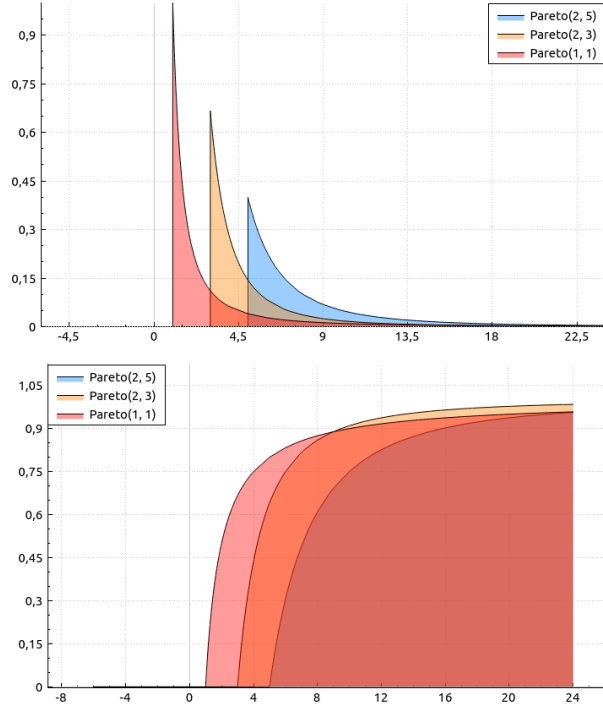 Pareto(2, 5)
Pareto(2, 3)
Pareto(1, 1)
0,9
0,75
0,6
0,45
0,3
0,15
0
-4,5 0 4,5 9 13,5 18 22,5
Pareto(2, 5)
Pareto(2, 3)
Pareto(1, 1)
1,05
0,9
0,75
0,6
0,45
0,3
0,15
0
-8 -4 0 4 8 12 16 20 24